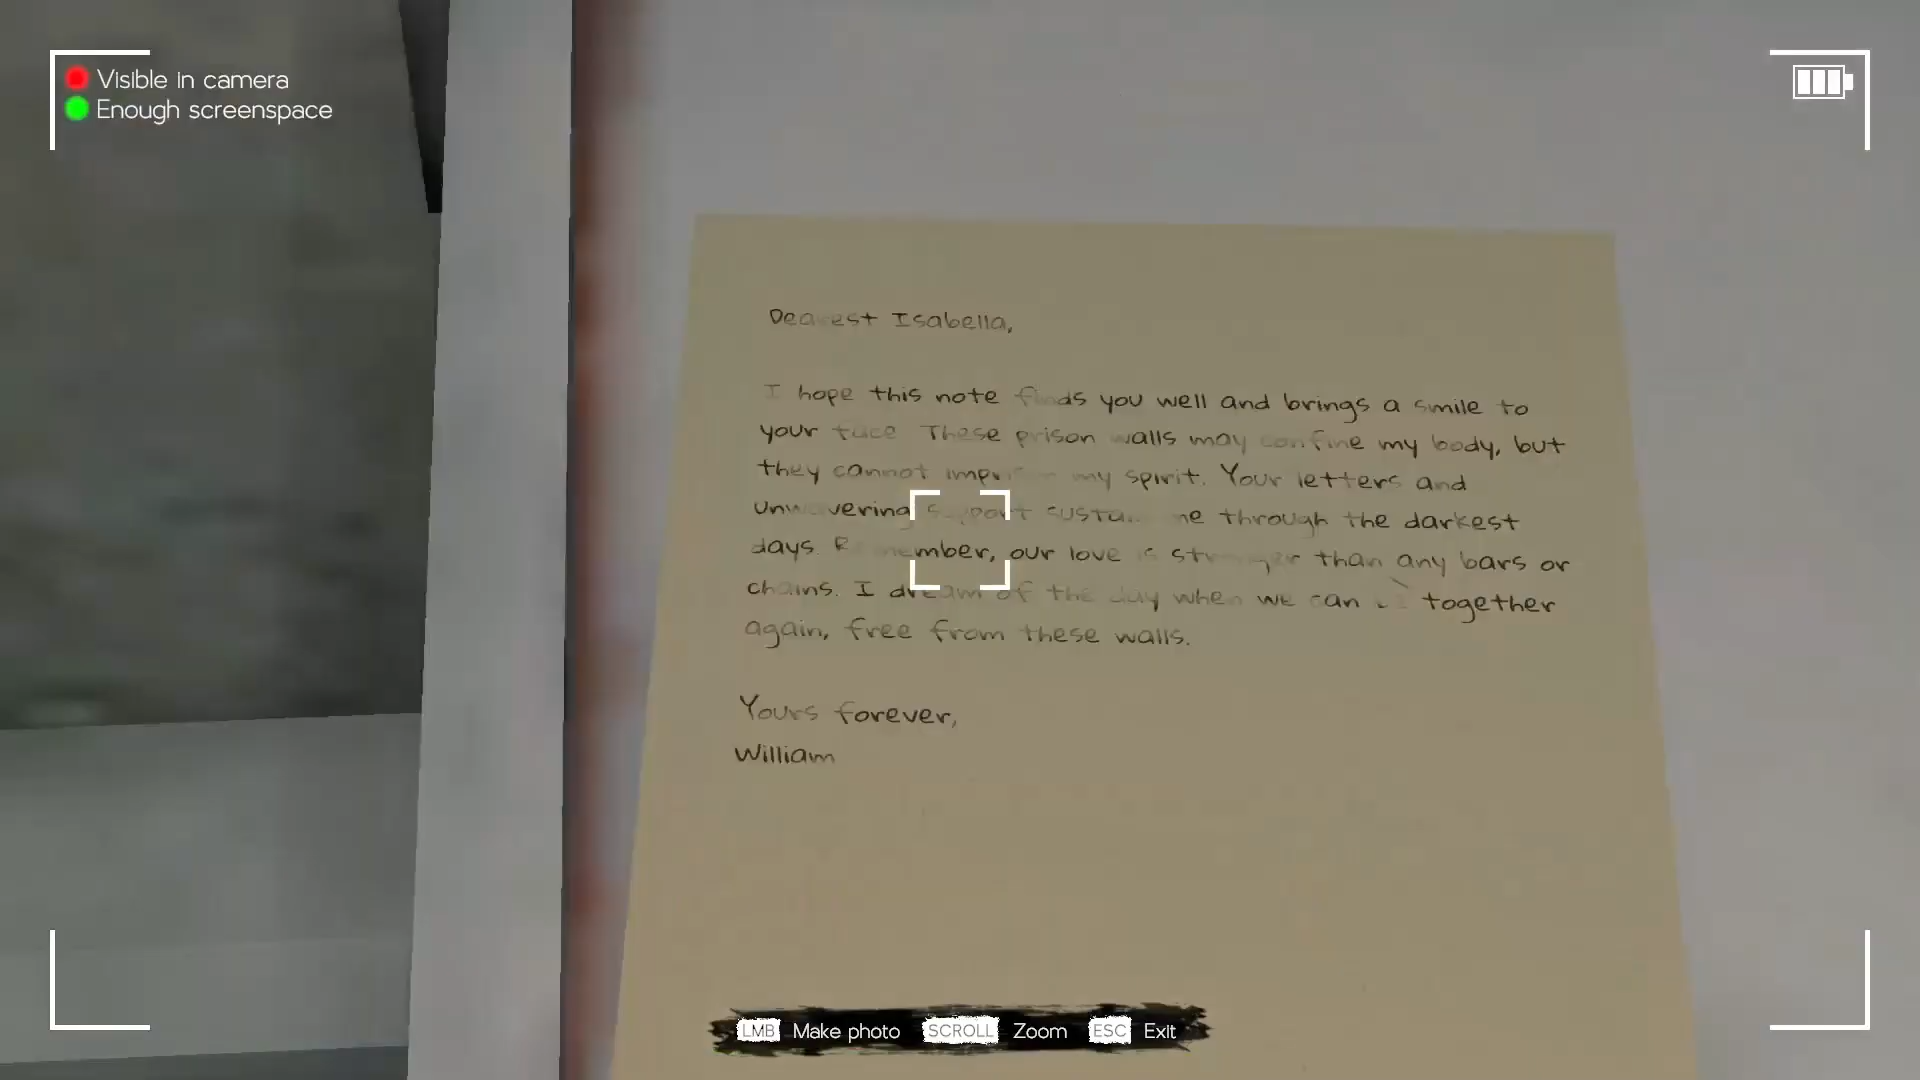 Visible in camera
Enough screenspace
Dearest Isabella,
I hope this note finds you well and brings a smile to
your face These prison walls may confine my body, but
they cannot imprison my spirit. Your letters and
unwavering support sustain me through the darkest
days. Remember, our love is stronger than any bars or
chains. I dream of the day when we can together
again, free from these walls.
Yours forever,
William
LMB Make photo SCROLL Zoom ESC Exit